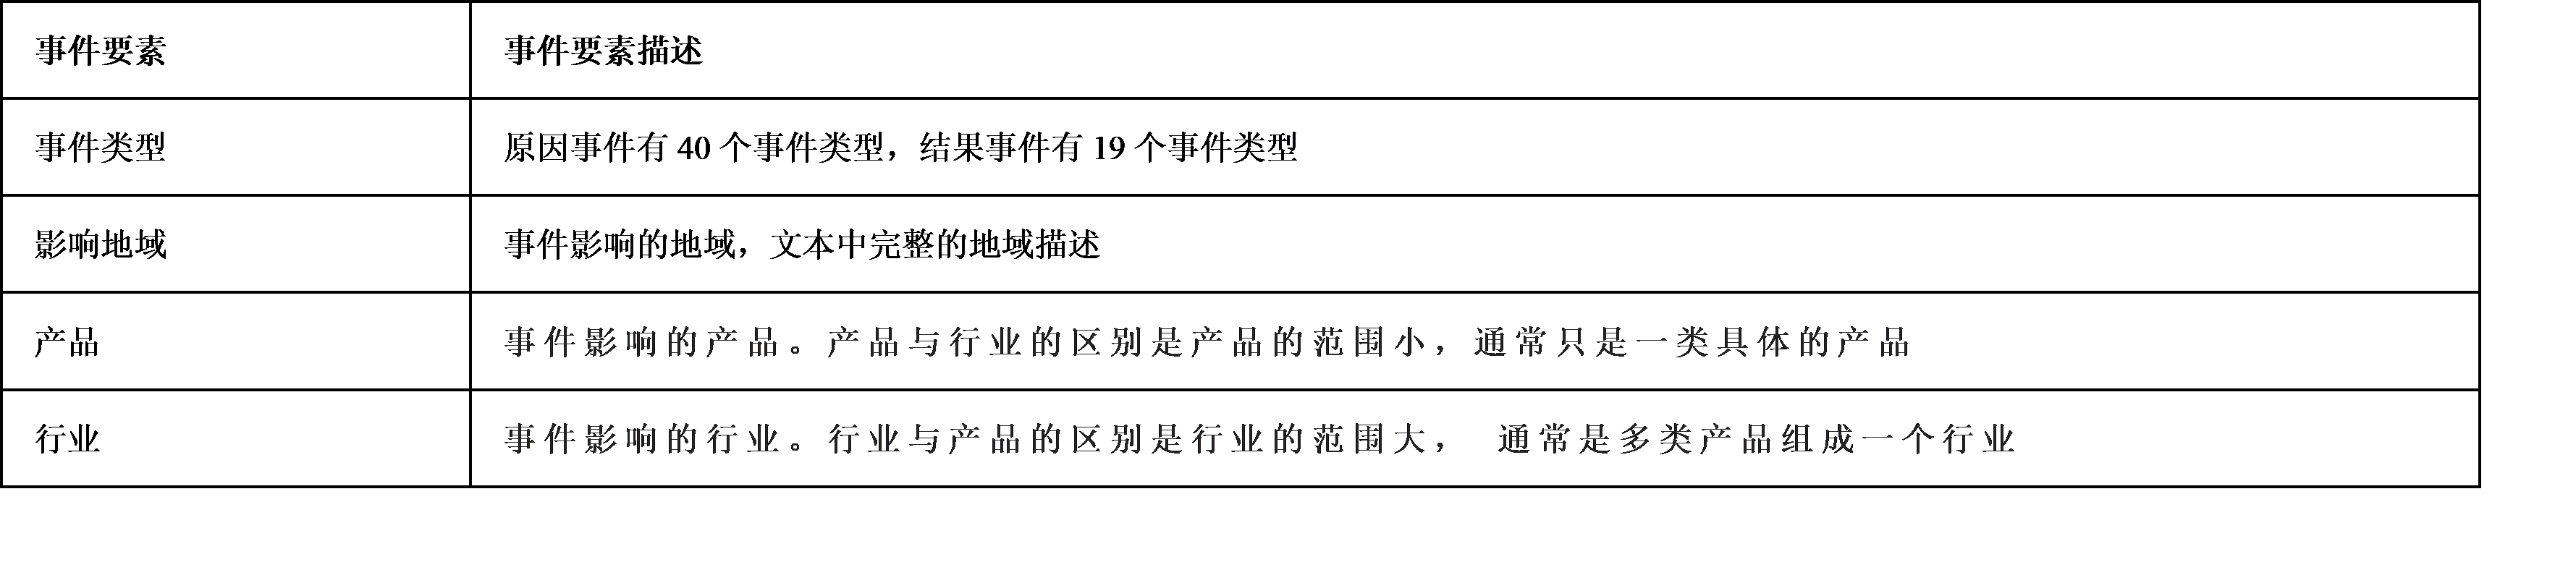 事件要素 事件要素描述
事件类型 原因事件有 40 个事件类型，结果事件有 19 个事件类型
影响地域 事件影响的地域，文本中完整的地域描述
产品 事件影响的产品。产品与行业的区别是产品的范围小，通常只是一类具体的产品
行业 事件影响的行业。行业与产品的区别是行业的范围大， 通常是多类产品组成一个行业